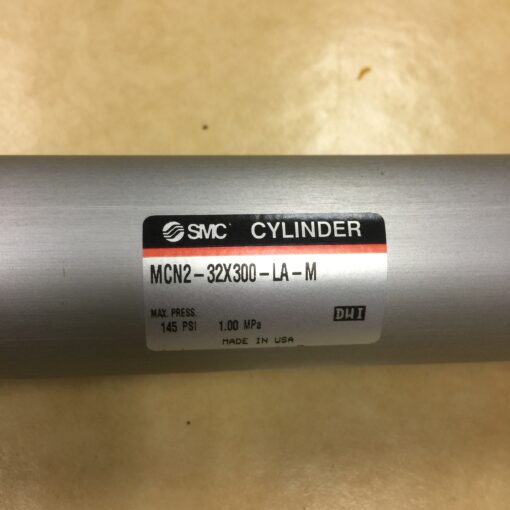 SMC CYLINDER
MCN2-32X300-LA-M
MAX. PRESS.
145 PSI 1.00 MPa
DWI
MADE IN USA